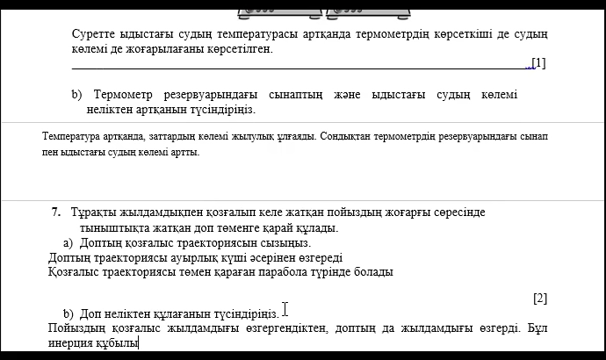 Суретте ыдыстағы судың температурасы артқанда термометрдің көрсеткіші де судың
көлемі де жоғарылағаны көрсетілген.
[1]
b) Термометр резервуарындағы сынаптың және ыдыстағы судың көлемі
неліктен артқанын түсіндіріңіз.
Температура артқанда, заттардың көлемі жылулық ұлғаяды. Сондықтан термометрдің резервуарындағы сынап
пен ыдыстағы судың көлемі артты.
7. Тұрақты жылдамдықпен қозғалып келе жатқан пойыздың жоғарғы сөресінде
тыныштықта жатқан доп төменге қарай құлады.
a) Доптың қозғалыс траекториясын сызыңыз.
Доптың траекториясы ауырлық күші әсерінен өзгереді
Қозғалыс траекториясы төмен қараған парабола түрінде болады
[2]
b) Доп неліктен құлағанын түсіндіріңіз.
Пойыздың қозғалыс жылдамдығы өзгергендіктен, доптың да жылдамдығы өзгерді. Бұл
инерция құбылы